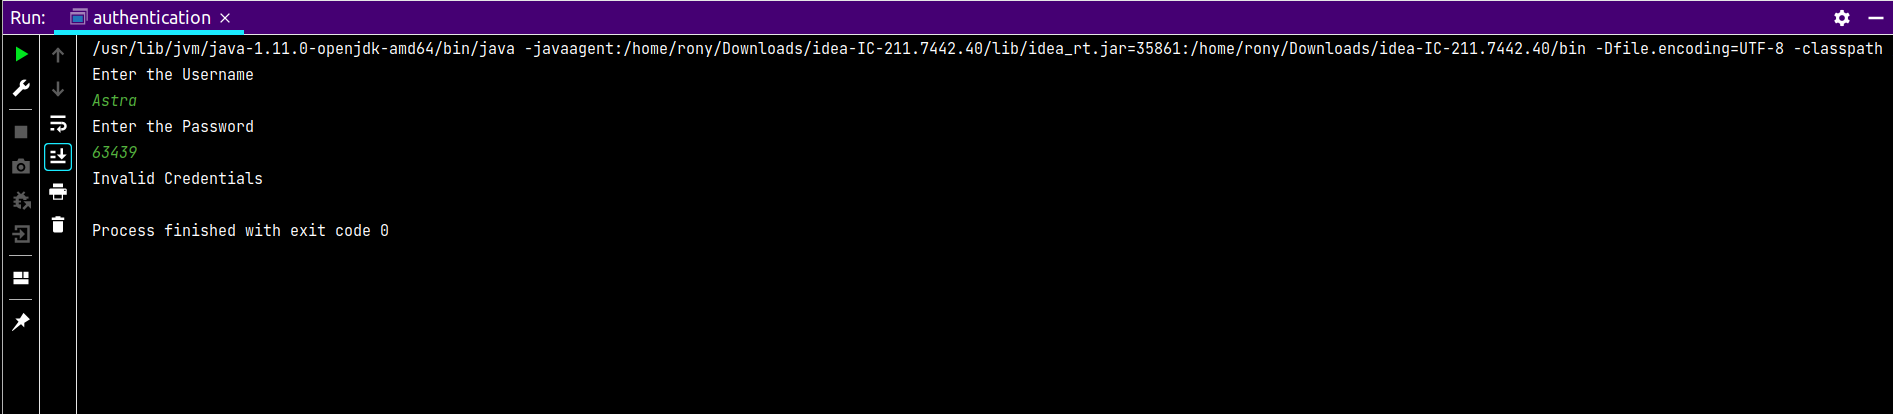 Run: authentication ×
/usr/lib/jvm/java-1.11.0-openjdk-amd64/bin/java -javaagent:/home/rony/Downloads/idea-IC-211.7442.40/lib/idea_rt.jar=35861:/home/rony/Downloads/idea-IC-211.7442.40/bin -Dfile.encoding=UTF-8 -classpath
Enter the Username
Astra
Enter the Password
63439
Invalid Credentials
Process finished with exit code 0